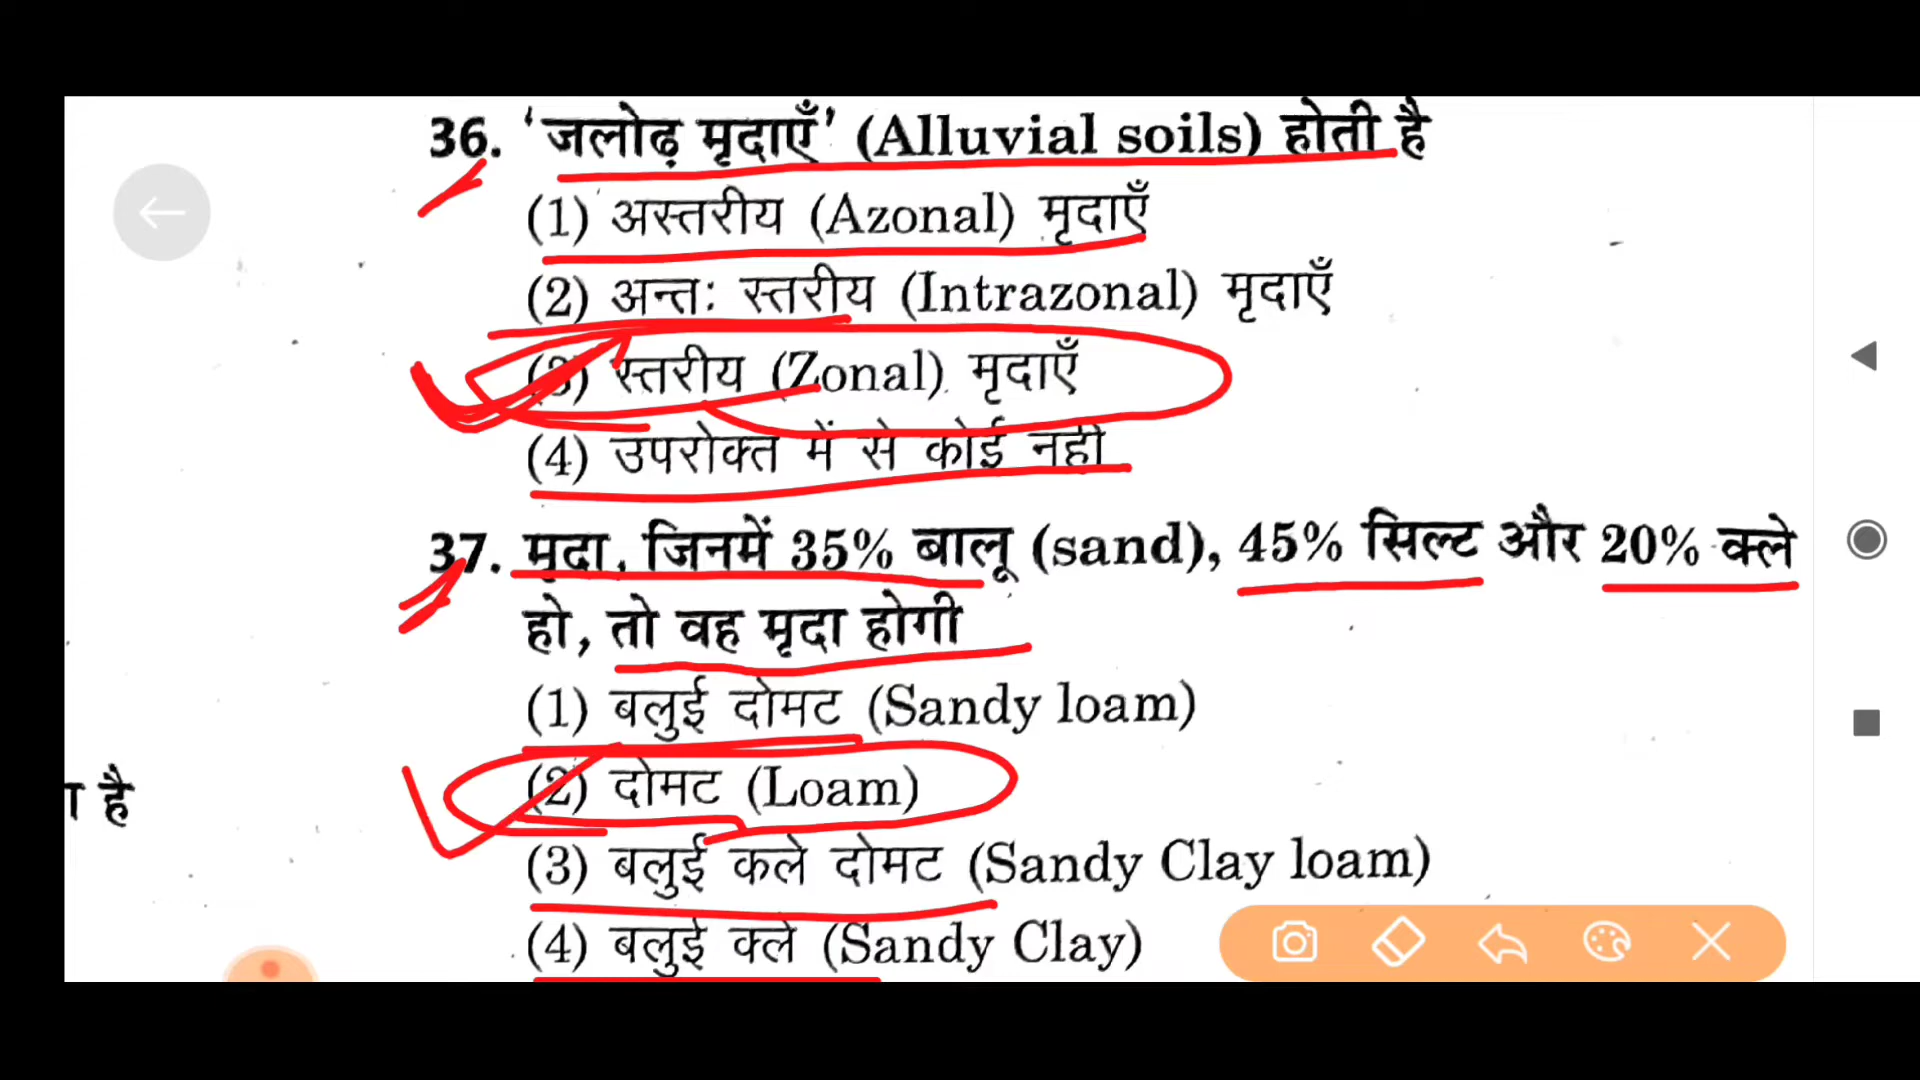 36. 'जलोढ़ मृदाएँ' (Alluvial soils) होती है
(1) अस्तरीय (Azonal) मृदाएँ
(2) अन्तः स्तरीय (Intrazonal) मृदाएँ
(3) स्तरीय (Zonal) मृदाएँ
(4) उपरोक्त में से कोई नहीं
37. मृदा, जिनमें 35% बालू (sand), 45% सिल्ट और 20% क्ले
हो, तो वह मृदा होगी
(1) बलुई दोमट (Sandy loam)
(2) दोमट (Loam)
है
(3) बलुई कले दोमट (Sandy Clay loam)
(4) बलुई क्ले (Sandy Clay)